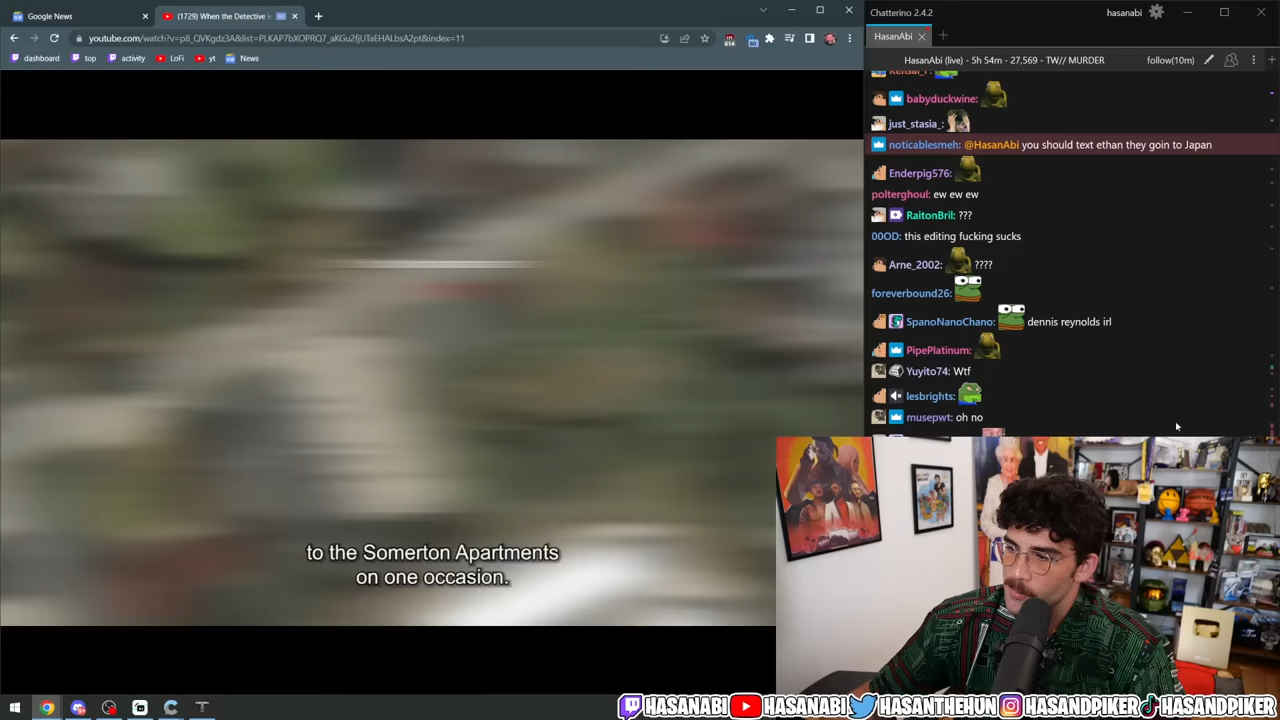 Google News
(1729) When the Detective i
youtube.com/watch?v=p8_QVKgdz3A&list=PLKAP7bXOPRQ7_aKGu2fjUTaEHALbsA2pt&index=11
614
80
dashboard
top
activity
LoFi
yt
News
to the Somerton Apartments
on one occasion.
Chatterino 2.4.2
hasanabi
HasanAbi
HasanAbi (live) - 5h 54m - 27,569 - TW// MURDER
follow(10m)
babyduckwine:
just_stasia_:
noticablesmeh: @HasanAbi you should text ethan they goin to Japan
Enderpig576:
polterghoul: ew ew ew
RaitonBril: ???
00OD: this editing fucking sucks
Arne_2002: ????
foreverbound26:
SpanoNanoChano: dennis reynolds irl
PipePlatinum:
Yuyito74: Wtf
lesbrights:
musepwt: oh no
HASANABI
HASANABI
HASANTHEHUN
HASANDPIKER
HASANDPIKER